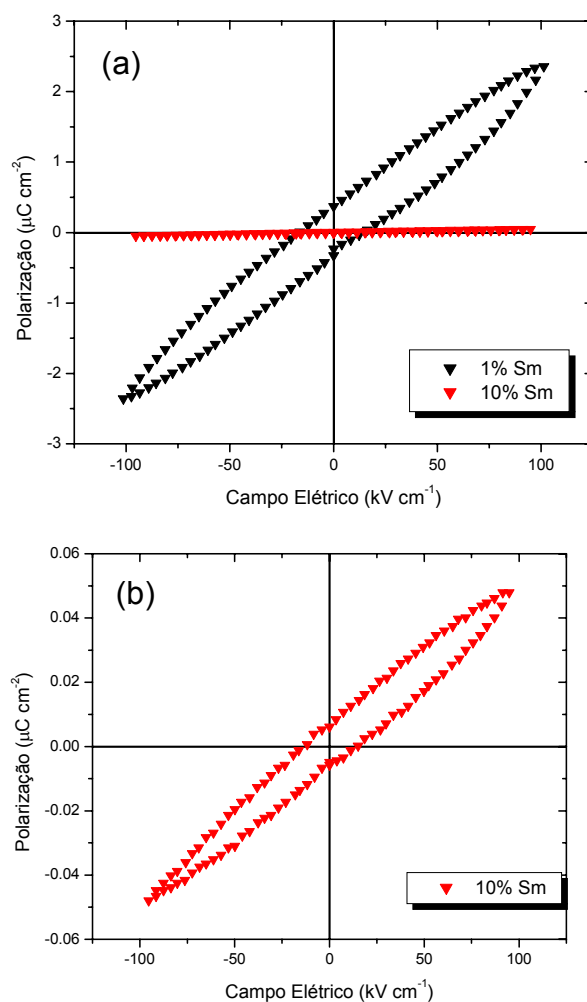 (a)
3
2
1
0
-1
-2
-3
Polarização (μC cm-2)
1% Sm
10% Sm
-100 -50 0 50 100
Campo Elétrico (kV cm-1)
(b)
0.06
0.04
0.02
0.00
-0.02
-0.04
-0.06
Polarização (μC cm-2)
10% Sm
-100 -50 0 50 100
Campo Elétrico (kV cm-1)